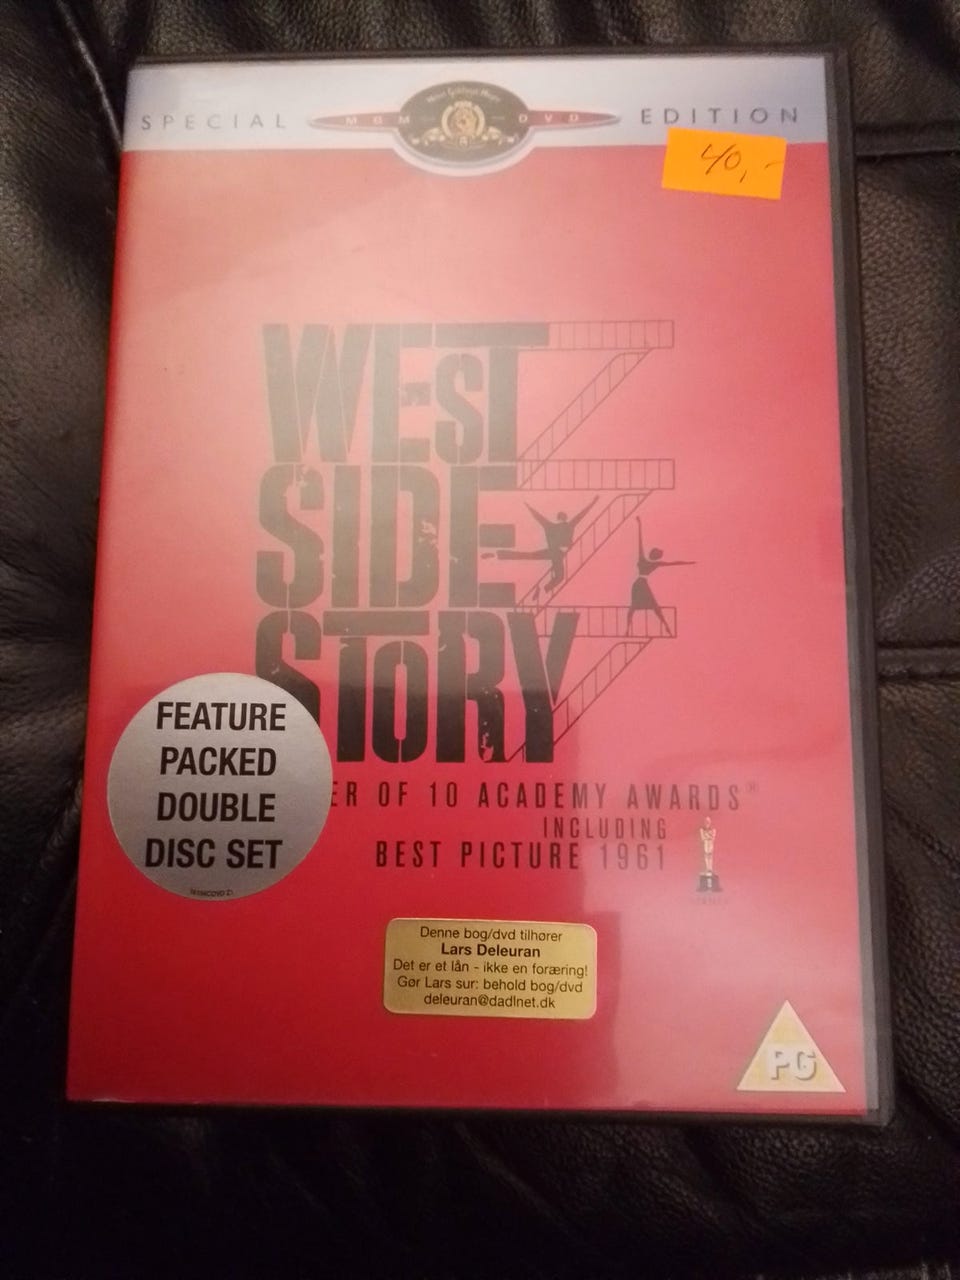 SPECIAL MGM DVD EDITION
40,-
WEST
SIDE
STORY
FEATURE
PACKED
DOUBLE
DISC SET
ER OF 10 ACADEMY AWARDS®
INCLUDING
BEST PICTURE 1961
Denne bog/dvd tilhører
Lars Deleuran
Det er et lån - ikke en foræring!
Gør Lars sur: behold bog/dvd
deleuran@dadlnet.dk
PG